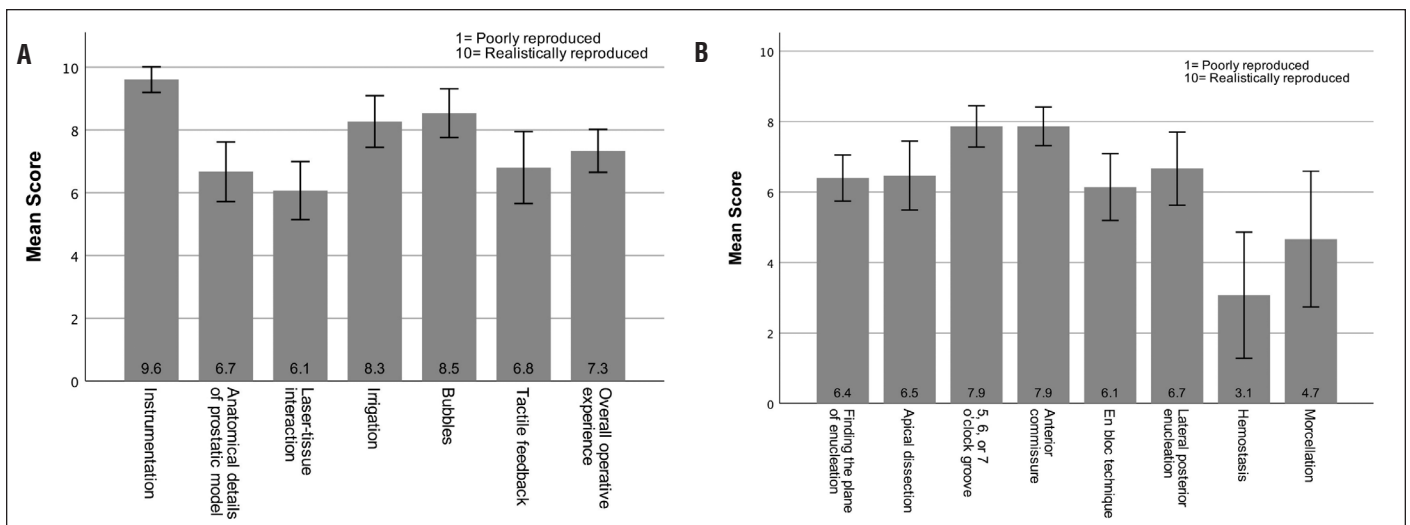 A
1= Poorly reproduced
10= Realistically reproduced
Mean Score
10
8
6
4
2
0
9.6
6.7
6.1
8.3
8.5
6.8
7.3
Instrumentation
Anatomical details
of prostatic model
Laser-tissue
interaction
Irrigation
Bubbles
Tactile feedback
Overall operative
experience
B
1= Poorly reproduced
10= Realistically reproduced
Mean Score
10
8
6
4
2
0
6.4
6.5
7.9
7.9
6.1
6.7
3.1
4.7
Finding the plane
of enucleation
Apical dissection
5, 6, or 7
o'clock groove
Anterior
commissure
En bloc technique
Lateral posterior
enucleation
Hemostasis
Morcellation